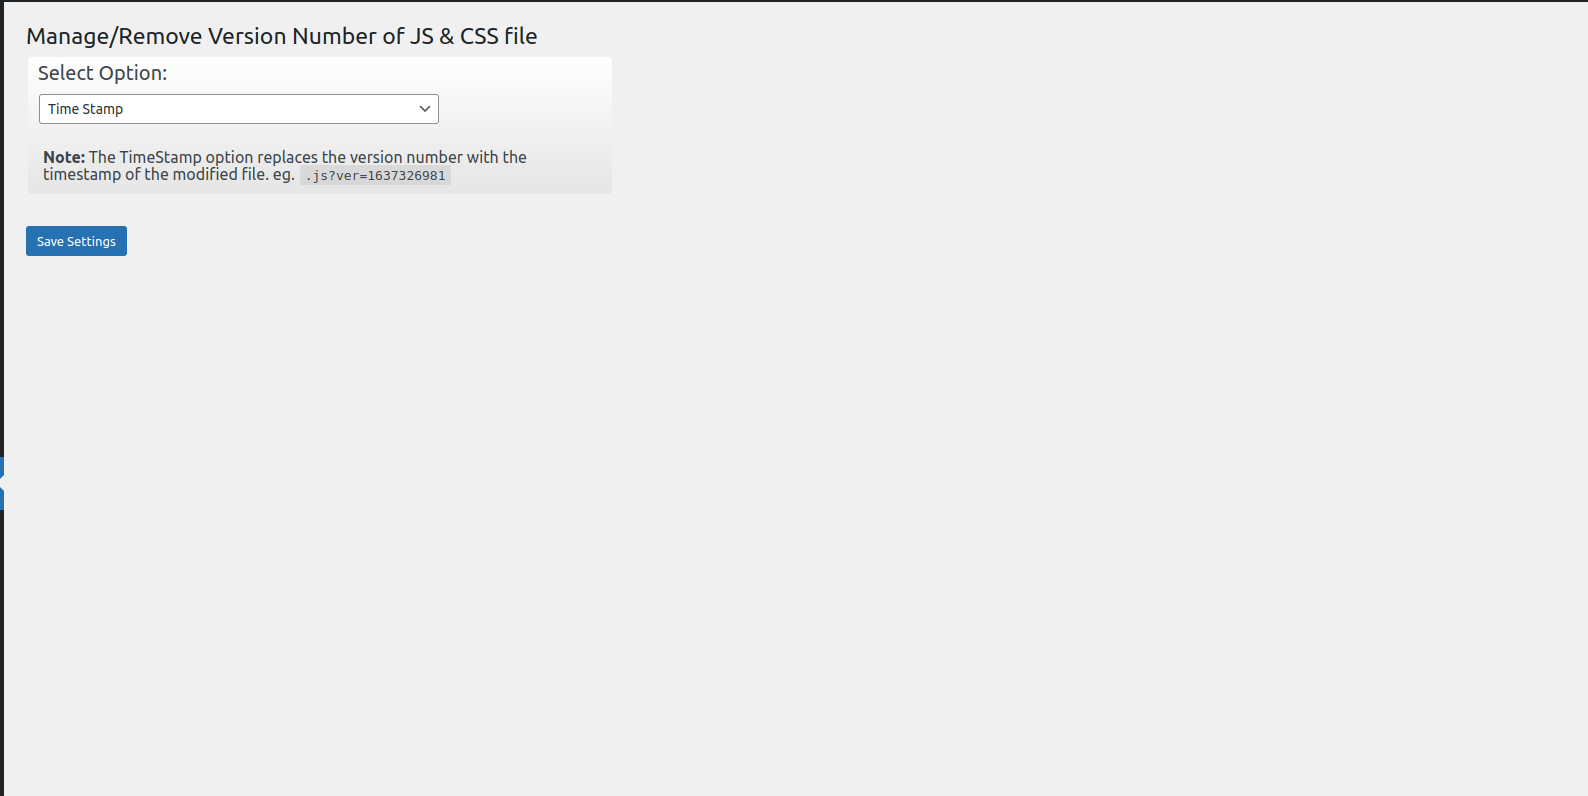 Manage/Remove Version Number of JS & CSS file
Select Option:
Time Stamp
Note: The TimeStamp option replaces the version number with the
timestamp of the modified file. eg. .js?ver=1637326981
Save Settings